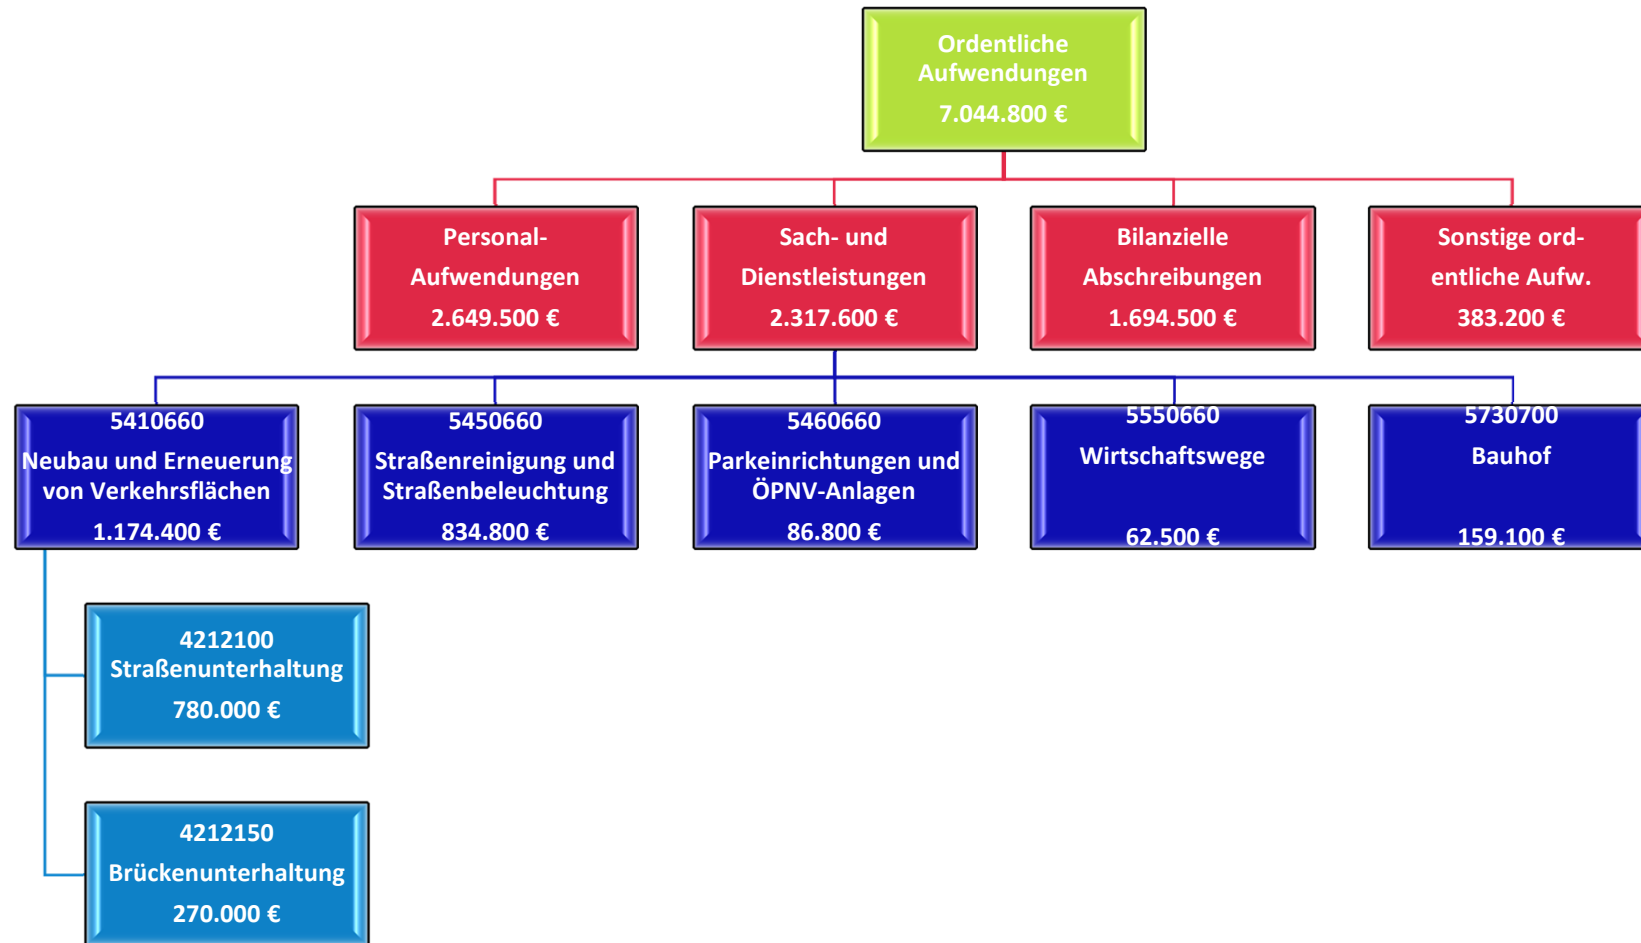 Ordentliche
Aufwendungen
7.044.800 €
Personal-
Aufwendungen
2.649.500 €
Sach- und
Dienstleistungen
2.317.600 €
Bilanzielle
Abschreibungen
1.694.500 €
Sonstige ord-
entliche Aufw.
383.200 €
5410660
Neubau und Erneuerung
von Verkehrsflächen
1.174.400 €
5450660
Straßenreinigung und
Straßenbeleuchtung
834.800 €
5460660
Parkeinrichtungen und
ÖPNV-Anlagen
86.800 €
5550660
Wirtschaftswege
62.500 €
5730700
Bauhof
159.100 €
4212100
Straßenunterhaltung
780.000 €
4212150
Brückenunterhaltung
270.000 €